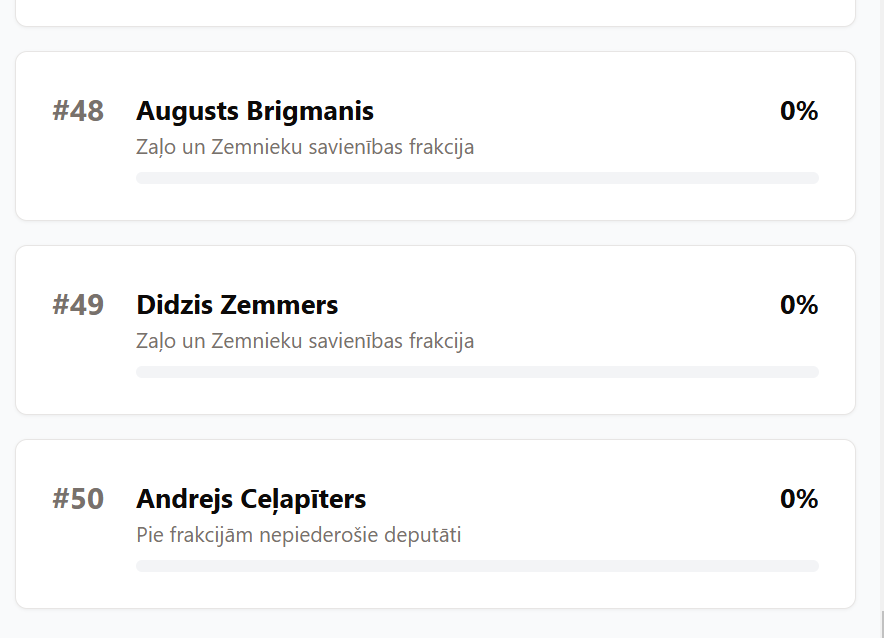 #48 Augusts Brigmanis 0%
Zaļo un Zemnieku savienības frakcija
#49 Didzis Zemmers 0%
Zaļo un Zemnieku savienības frakcija
#50 Andrejs Ceļapīters 0%
Pie frakcijām nepiederošie deputāti